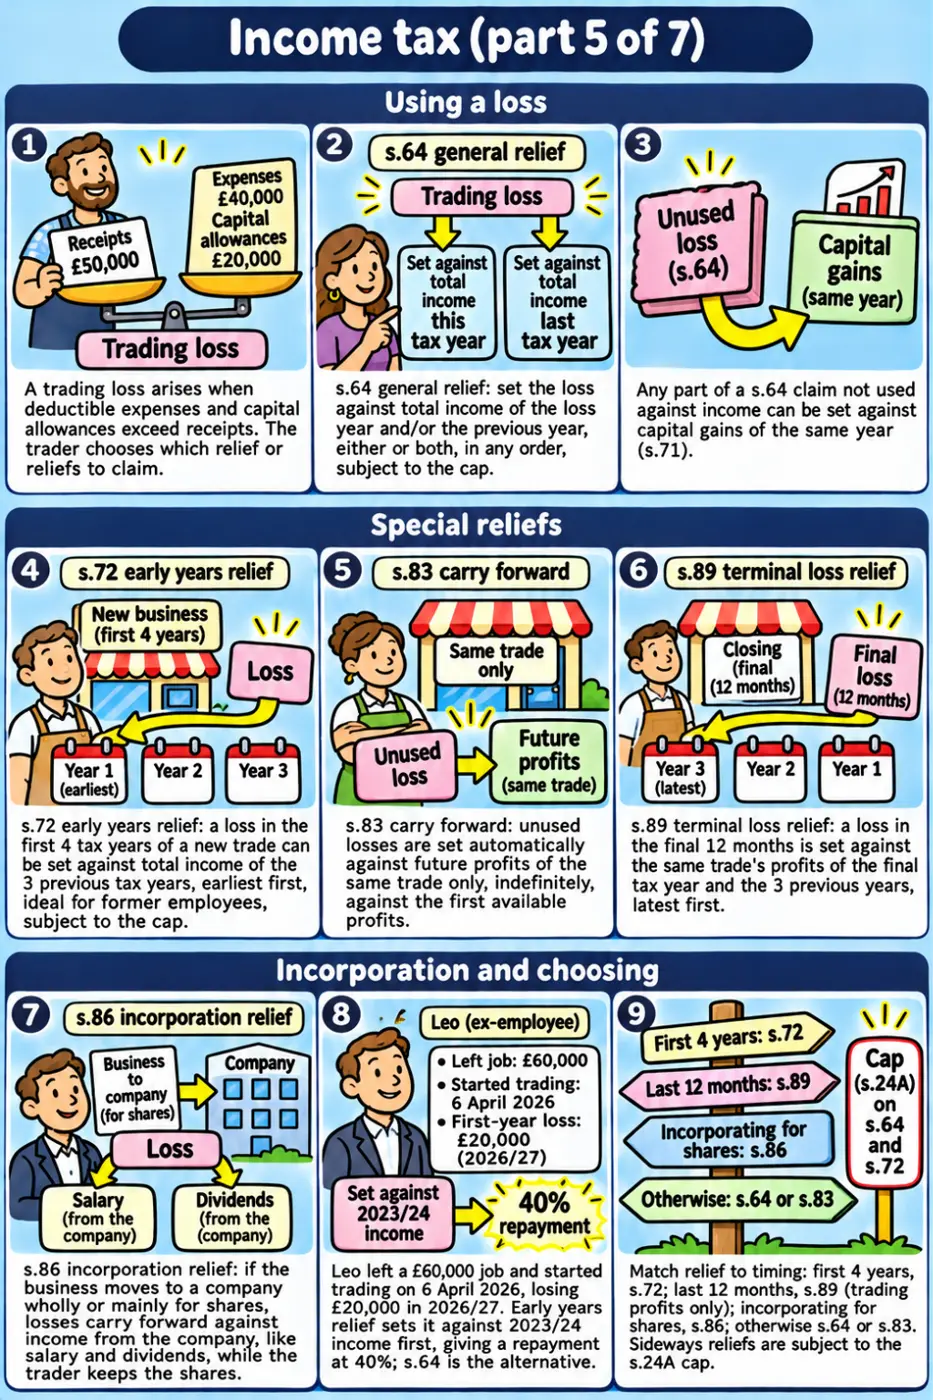 Income tax (part 5 of 7)
Using a loss
1
Receipts
£50,000
Expenses
£40,000
Capital
allowances
£20,000
Trading loss
A trading loss arises when
deductible expenses and capital
allowances exceed receipts. The
trader chooses which relief or
reliefs to claim.
2
s.64 general relief
Trading loss
Set against
total
income
this
tax year
Set against
total
income
last
tax year
s.64 general relief: set the loss
against total income of the loss
year and/or the previous year,
either or both, in any order,
subject to the cap.
3
Unused
loss
(s.64)
Capital
gains
(same year)
Any part of a s.64 claim not used
against income can be set against
capital gains of the same year
(s.71).
Special reliefs
4
s.72 early years relief
New business
(first 4 years)
Loss
Year 1
(earliest)
Year 2
Year 3
s.72 early years relief: a loss in the
first 4 tax years of a new trade can
be set against total income of the
3 previous tax years, earliest first,
ideal for former employees,
subject to the cap.
5
s.83 carry forward
Same trade
only
Unused
loss
Future
profits
(same trade)
s.83 carry forward: unused
losses are set automatically
against future profits of the
same trade only, indefinitely,
against the first available
profits.
6
s.89 terminal loss relief
Closing
(final
(12 months)
Final
loss
(12 months)
Year 3
(latest)
Year 2
Year 1
s.89 terminal loss relief: a loss in
the final 12 months is set against
the same trade's profits of the final
tax year and the 3 previous years,
latest first.
Incorporation and choosing
7
s.86 incorporation relief
Business
to
company
(for shares)
Company
Loss
Salary
(from the
company)
Dividends
(from the
(company)
s.86 incorporation relief: if the
business moves to a company
wholly or mainly for shares,
losses carry forward against
income from the company, like
salary and dividends, while the
trader keeps the shares.
8
Leo (ex-employee)
• Left job: £60,000
• Started trading:
6 April 2026
• First-year loss:
£20,000
(2026/27)
Set against
2023/24
income
40%
repayment
Leo left a £60,000 job and started
trading on 6 April 2026, losing
£20,000 in 2026/27. Early years
relief sets it against 2023/24
income first, giving a repayment
at 40%; s.64 is the alternative.
9
First 4 years: s.72
Last 12 months: s.89
Incorporating for
shares: s.86
Otherwise: s.64 or s.83
Cap
(s.24A)
on
s.64
and
s.72
Match relief to timing: first 4 years,
s.72; last 12 months, s.89 (trading
profits only); incorporating for
shares, s.86; otherwise s.64 or s.83.
Sideways reliefs are subject to the
s.24A cap.